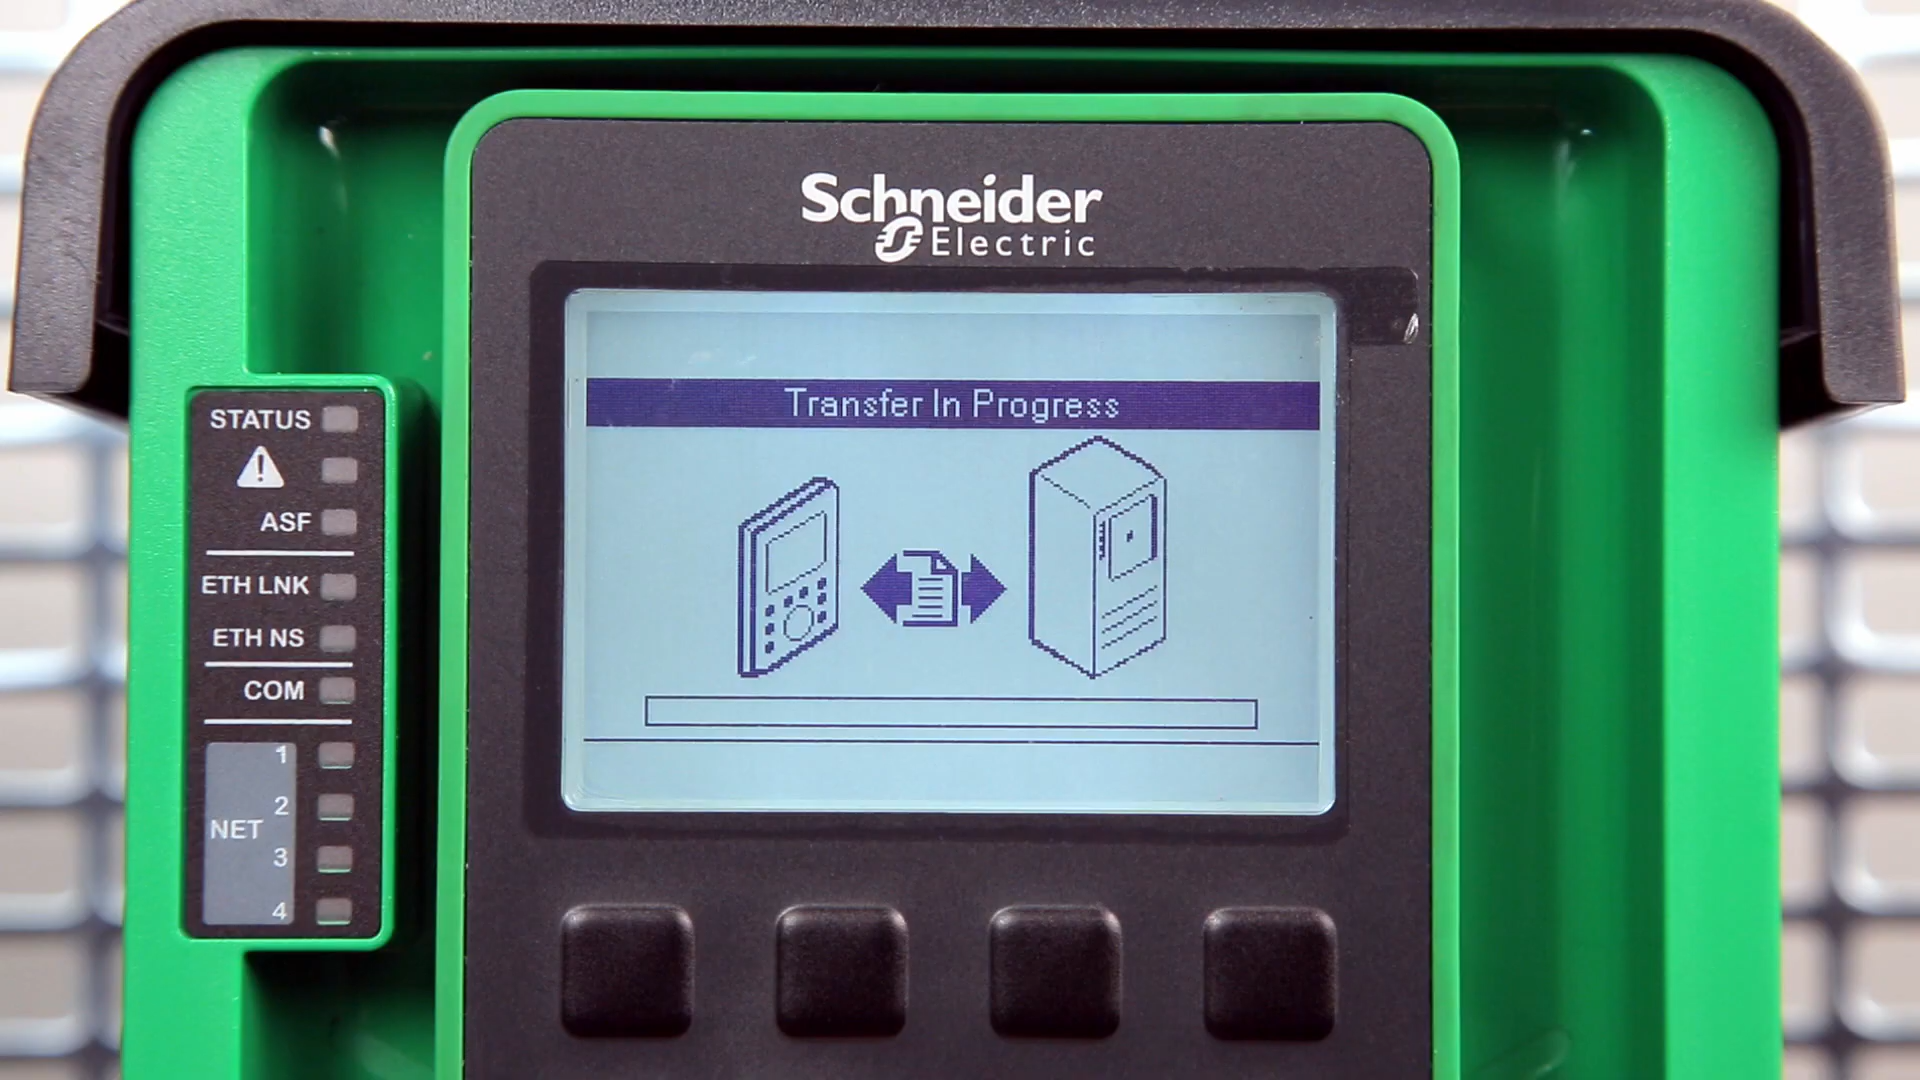 Schneider
Electric
Transfer In Progress
STATUS
ASF
ETH LNK
ETH NS
COM
NET
1
2
3
4